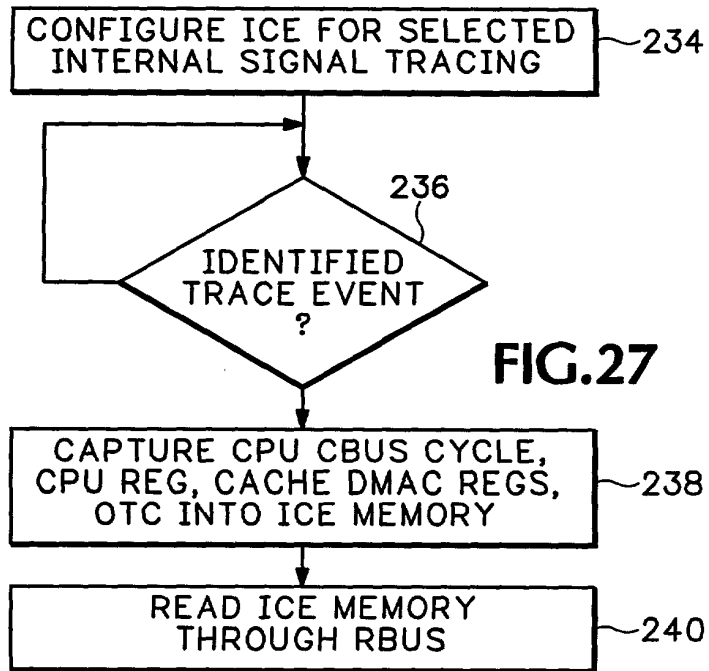 CONFIGURE ICE FOR SELECTED
INTERNAL SIGNAL TRACING
234
236
IDENTIFIED
TRACE EVENT
?
FIG.27
CAPTURE CPU CBUS CYCLE,
CPU REG, CACHE DMAC REGS,
OTC INTO ICE MEMORY
238
READ ICE MEMORY
THROUGH RBUS
240